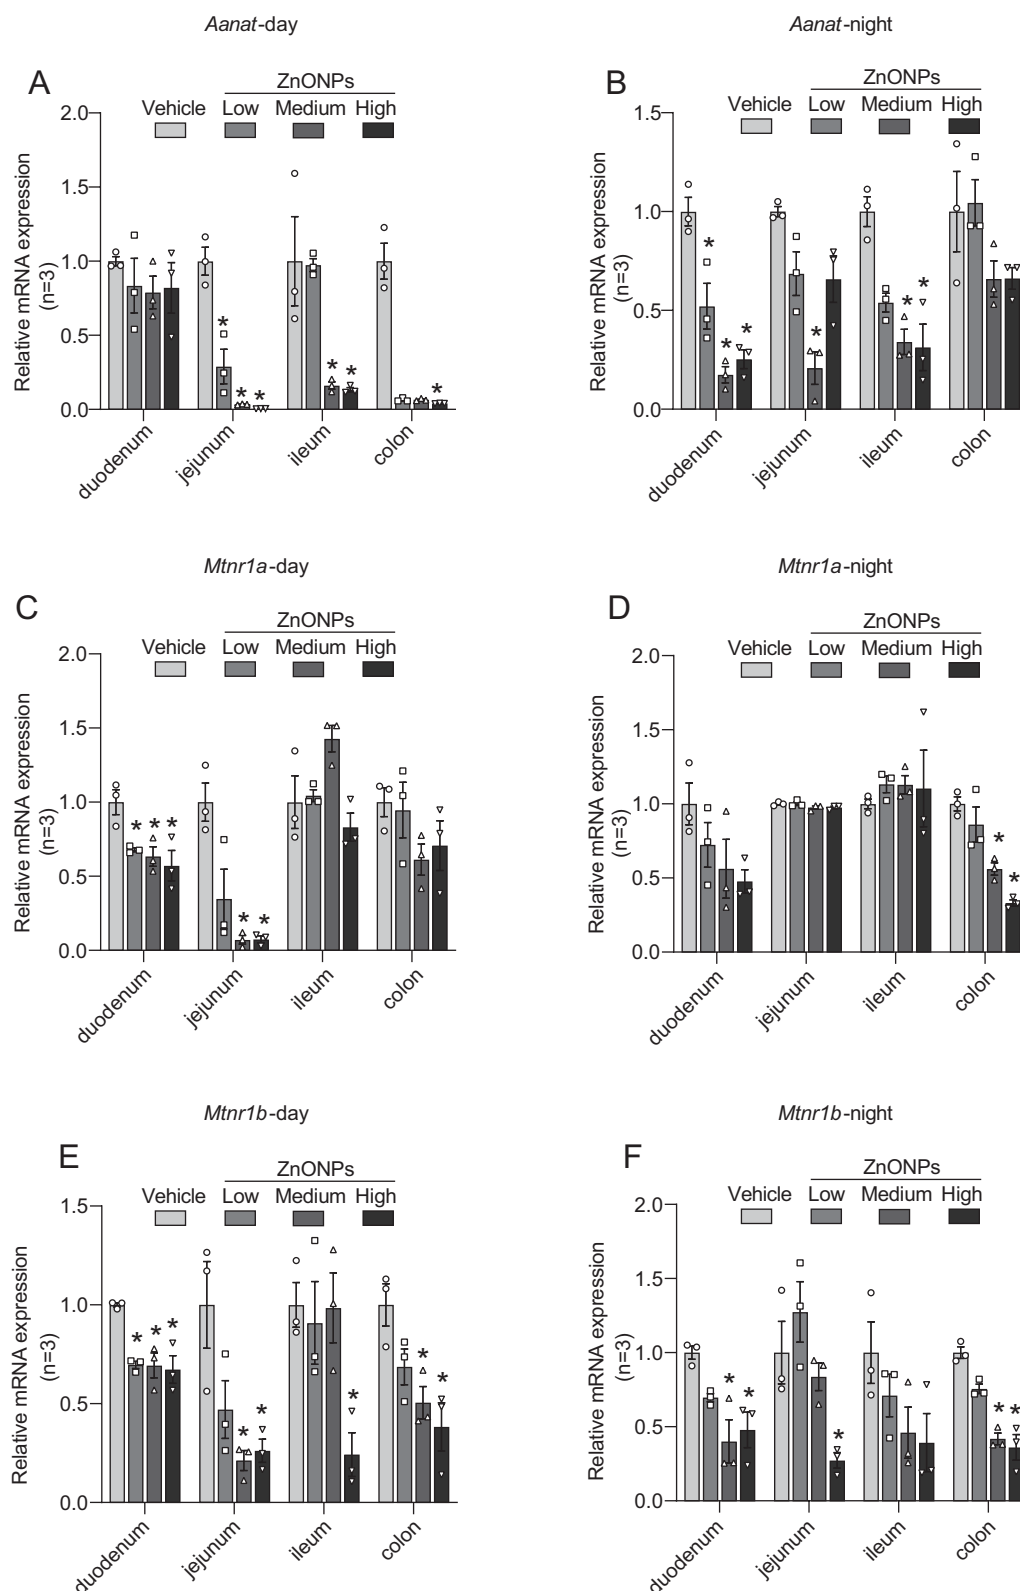 Aanat-day
Aanat-night
A
ZnONPs
Vehicle Low Medium High
Relative mRNA expression
(n=3)
2.0
1.5
1.0
0.5
0.0
* * * * * *
duodenum
jejunum
ileum
colon
B
ZnONPs
Vehicle Low Medium High
Relative mRNA expression
(n=3)
1.5
1.0
0.5
0.0
* * * * * *
duodenum
jejunum
ileum
colon
Mtnr1a-day
Mtnr1a-night
C
ZnONPs
Vehicle Low Medium High
Relative mRNA expression
(n=3)
2.0
1.5
1.0
0.5
0.0
* * * * *
duodenum
jejunum
ileum
colon
D
ZnONPs
Vehicle Low Medium High
Relative mRNA expression
(n=3)
2.0
1.5
1.0
0.5
0.0
* *
duodenum
jejunum
ileum
colon
Mtnr1b-day
Mtnr1b-night
E
ZnONPs
Vehicle Low Medium High
Relative mRNA expression
(n=3)
1.5
1.0
0.5
0.0
* * * * * * * *
duodenum
jejunum
ileum
colon
F
ZnONPs
Vehicle Low Medium High
Relative mRNA expression
(n=3)
2.0
1.5
1.0
0.5
0.0
* * * * *
duodenum
jejunum
ileum
colon